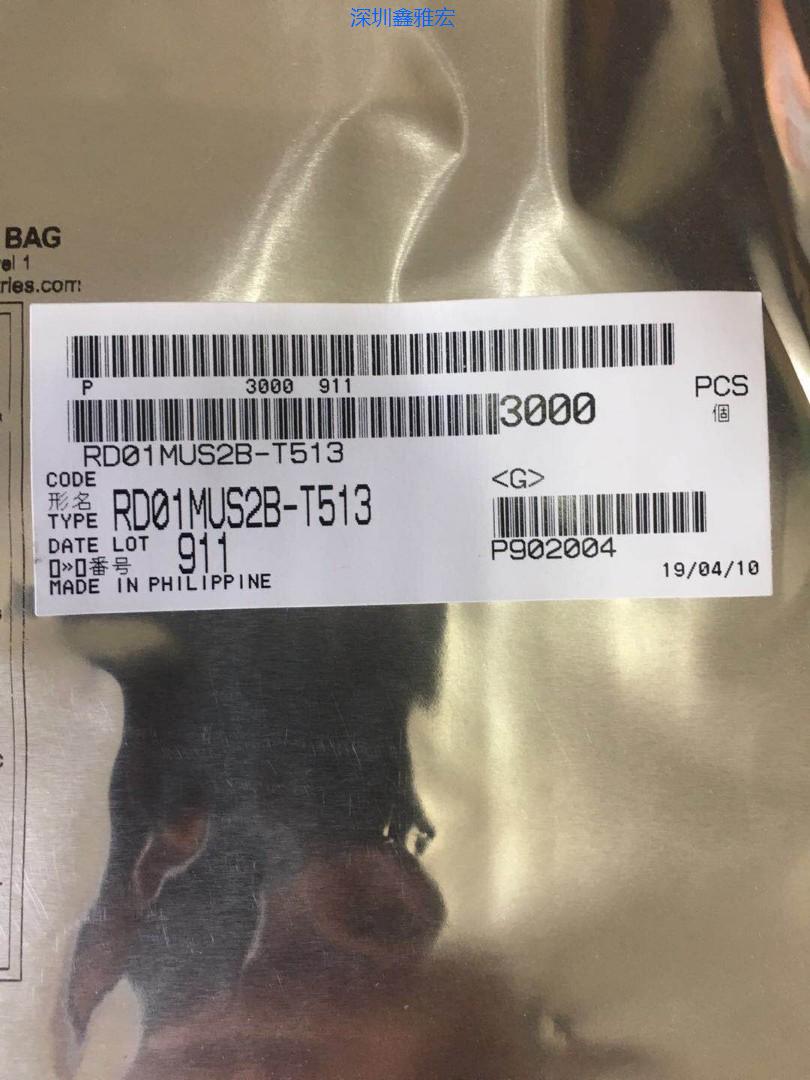 深圳鑫雅宏
BAG
el 1
ries.com
P 3000 911
3000
PCS
個
RD01MUS2B-T513
CODE
形名
TYPE RD01MUS2B-T513
<G>
DATE LOT 911
番号
P902004
MADE IN PHILIPPINE
19/04/10